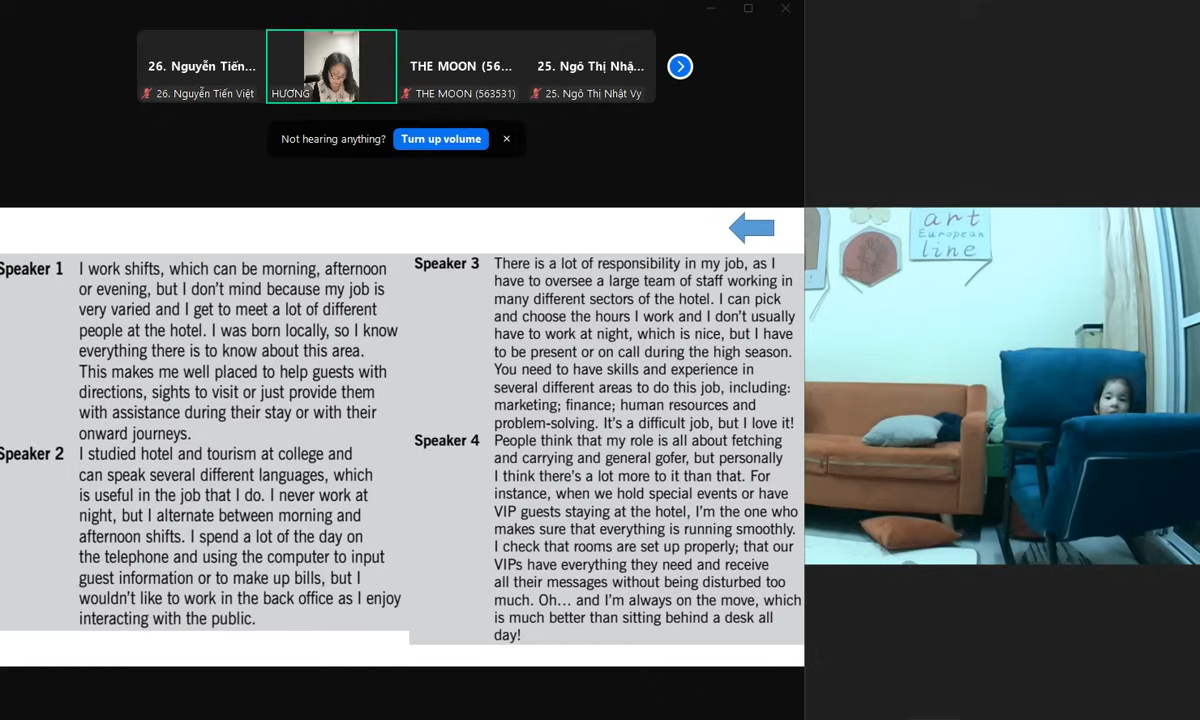 26. Nguyễn Tiến...
THE MOON (56...
25. Ngô Thị Nhậ...
26. Nguyễn Tiến Việt
HƯƠNG
THE MOON (563531)
25. Ngô Thị Nhật Vy
Not hearing anything?
Turn up volume
Speaker 1
I work shifts, which can be morning, afternoon
or evening, but I don't mind because my job is
very varied and I get to meet a lot of different
people at the hotel. I was born locally, so I know
everything there is to know about this area.
This makes me well placed to help guests with
directions, sights to visit or just provide them
with assistance during their stay or with their
onward journeys.
Speaker 2
I studied hotel and tourism at college and
can speak several different languages, which
is useful in the job that I do. I never work at
night, but I alternate between morning and
afternoon shifts. I spend a lot of the day on
the telephone and using the computer to input
guest information or to make up bills, but I
wouldn't like to work in the back office as I enjoy
interacting with the public.
Speaker 3
There is a lot of responsibility in my job, as I
have to oversee a large team of staff working in
many different sectors of the hotel. I can pick
and choose the hours I work and I don't usually
have to work at night, which is nice, but I have
to be present or on call during the high season.
You need to have skills and experience in
several different areas to do this job, including:
marketing; finance; human resources and
problem-solving. It's a difficult job, but I love it!
Speaker 4
People think that my role is all about fetching
and carrying and general gofer, but personally
I think there's a lot more to it than that. For
instance, when we hold special events or have
VIP guests staying at the hotel, I'm the one who
makes sure that everything is running smoothly.
I check that rooms are set up properly; that our
VIPs have everything they need and receive
all their messages without being disturbed too
much. Oh... and I'm always on the move, which
is much better than sitting behind a desk all
day!
art
European
line